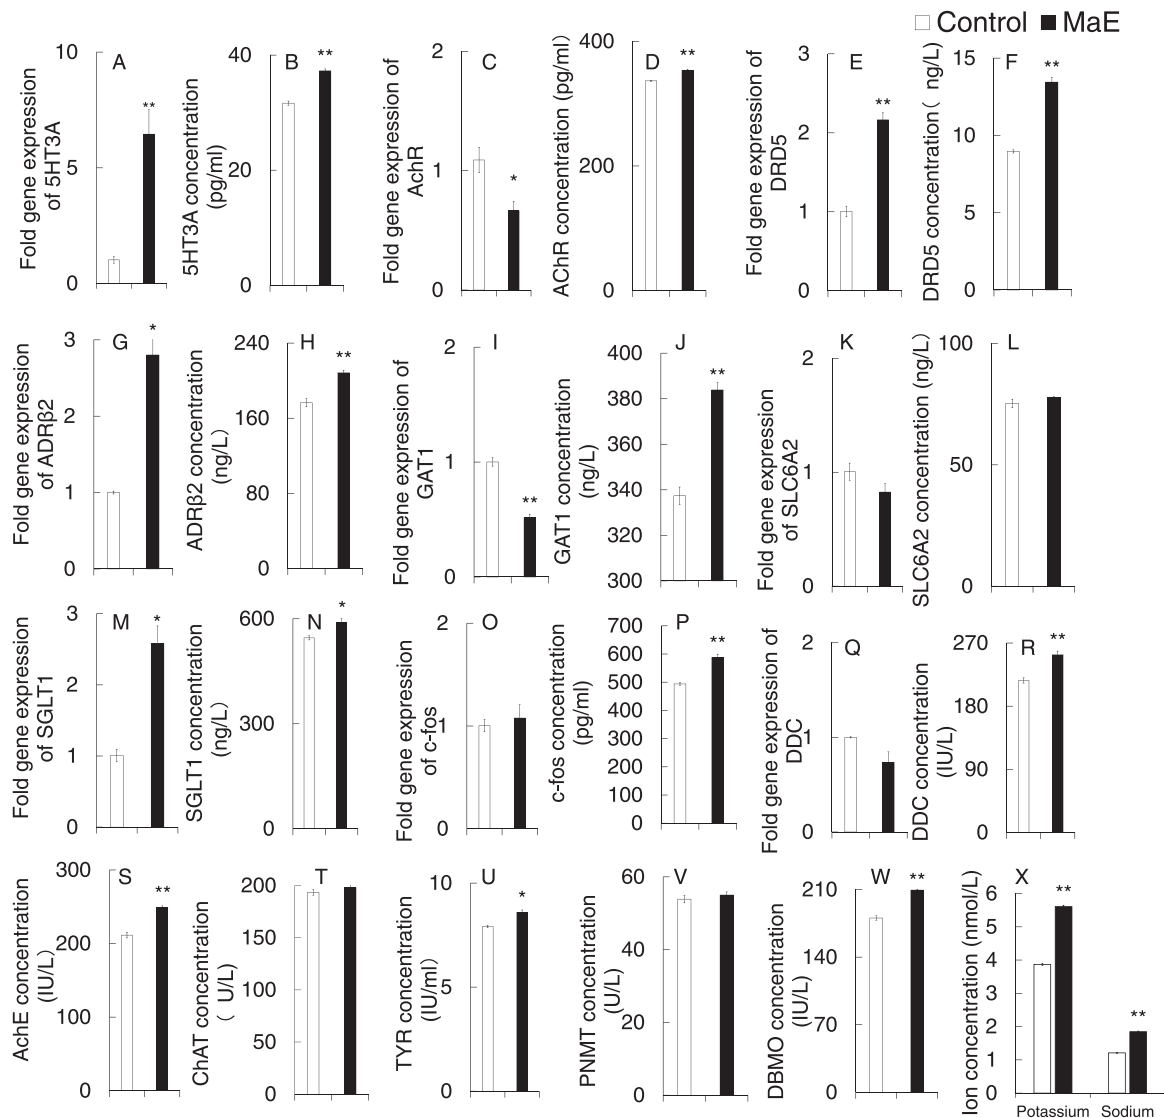 Control MaE
A
Fold gene expression
of 5HT3A
10
5
0
**
B
5HT3A concentration
(pg/ml)
40
20
0
**
C
Fold gene expression of
AchR
2
1
0
*
D
AChR concentration (pg/ml)
400
200
0
**
E
Fold gene expression of
DRD5
3
2
1
0
**
F
DRD5 concentration( ng/L)
15
10
5
0
**
G
Fold gene expression
of ADRβ2
3
2
1
0
*
H
ADRβ2 concentration
(ng/L)
240
160
80
0
**
I
Fold gene expression of
GAT1
2
1
0
**
J
GAT1 concentration
(ng/L)
400
380
360
340
320
300
**
K
Fold gene expression
of SLC6A2
2
1
0
L
SLC6A2 concentration (ng/L)
100
50
0
M
Fold gene expression
of SGLT1
3
2
1
0
*
N
SGLT1 concentration
(ng/L)
600
300
0
*
O
Fold gene expression
of c-fos
2
1
0
P
c-fos concentration
(pg/ml)
700
600
500
400
300
200
100
0
**
Q
Fold gene expression of
DDC
2
1
0
R
DDC concentration
(IU/L)
270
180
90
0
**
S
AchE concentration
(IU/L)
300
200
100
0
**
T
ChAT concentration
( U/L)
200
150
100
50
0
U
TYR concentration
(IU/ml)
10
5
0
*
V
PNMT concentration
(U/L)
60
40
20
0
W
DBMO concentration
(IU/L)
210
140
70
0
**
X
Ion concentration (nmol/L)
6
5
4
3
2
1
0
**
**
Potassium Sodium